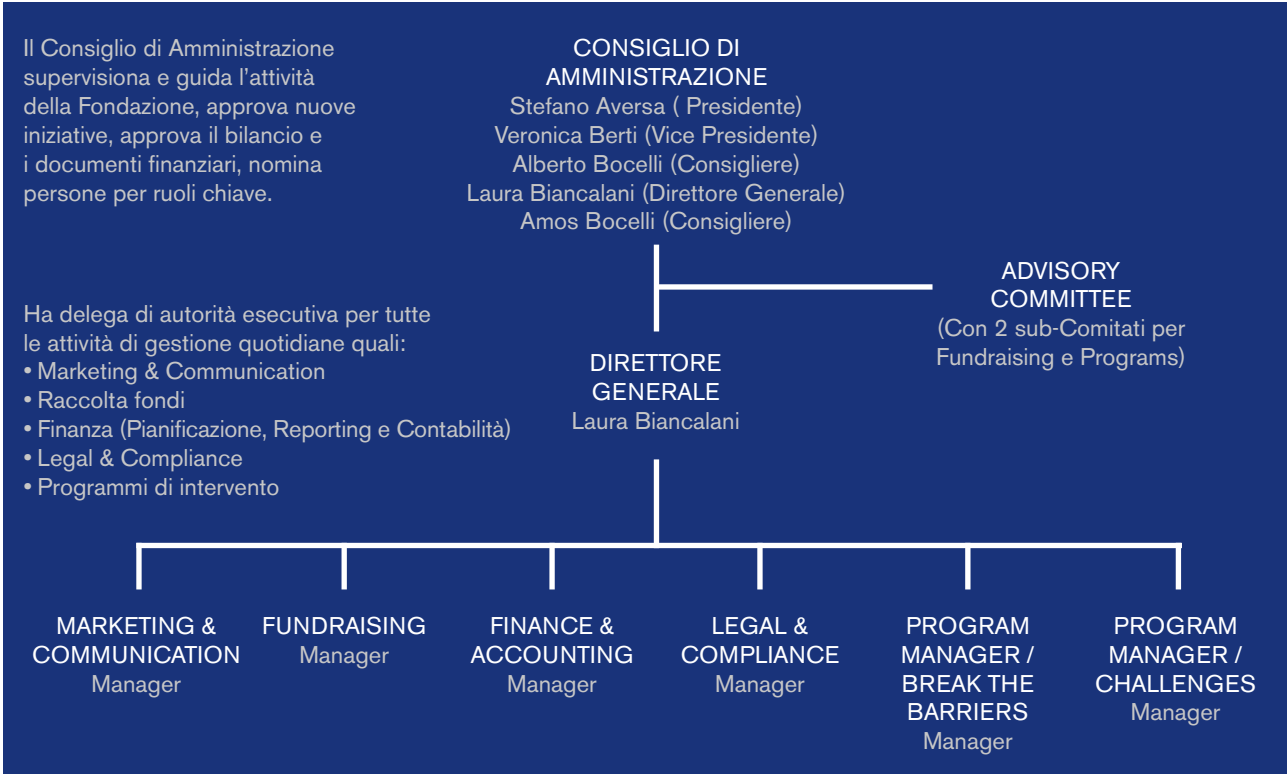 Il Consiglio di Amministrazione
supervisiona e guida l'attività
della Fondazione, approva nuove
iniziative, approva il bilancio e
i documenti finanziari, nomina
persone per ruoli chiave.
CONSIGLIO DI
AMMINISTRAZIONE
Stefano Aversa ( Presidente)
Veronica Berti (Vice Presidente)
Alberto Bocelli (Consigliere)
Laura Biancalani (Direttore Generale)
Amos Bocelli (Consigliere)
ADVISORY
COMMITTEE
(Con 2 sub-Comitati per
Fundraising e Programs)
Ha delega di autorità esecutiva per tutte
le attività di gestione quotidiane quali:
• Marketing & Communication
• Raccolta fondi
• Finanza (Pianificazione, Reporting e Contabilità)
• Legal & Compliance
• Programmi di intervento
DIRETTORE
GENERALE
Laura Biancalani
MARKETING &
COMMUNICATION
Manager
FUNDRAISING
Manager
FINANCE &
ACCOUNTING
Manager
LEGAL &
COMPLIANCE
Manager
PROGRAM
MANAGER /
BREAK THE
BARRIERS
Manager
PROGRAM
MANAGER /
CHALLENGES
Manager